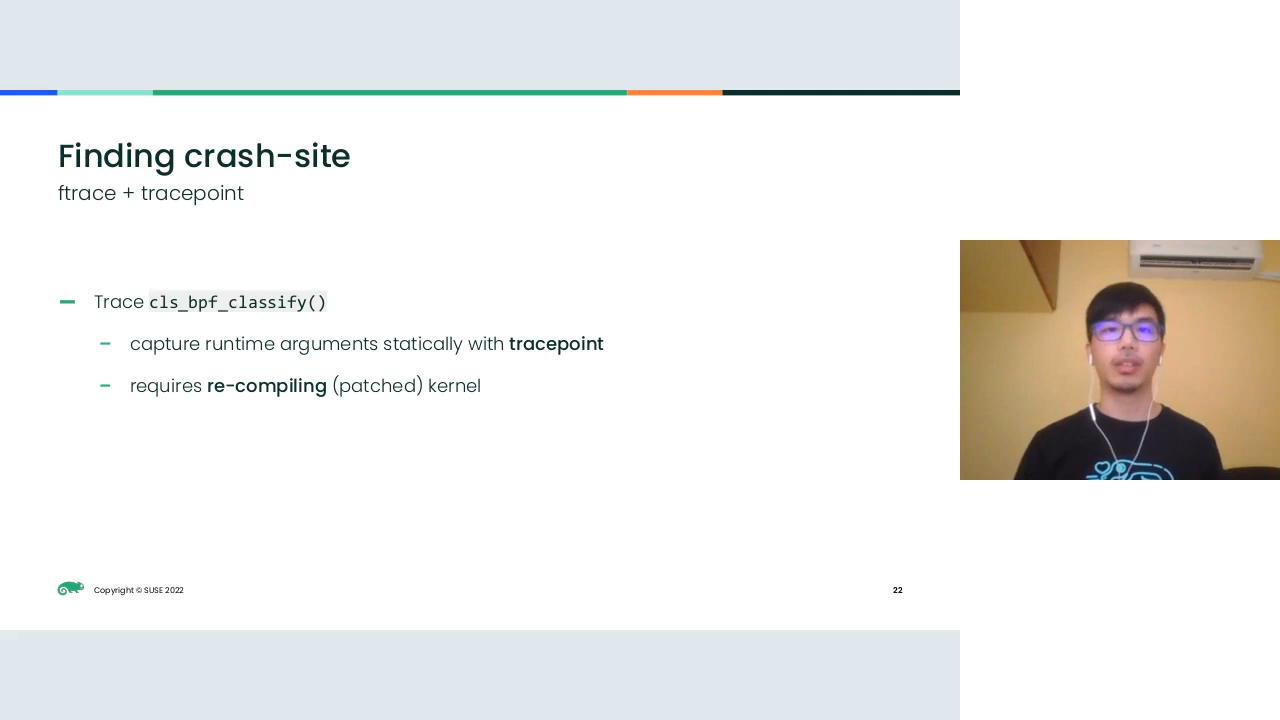 Finding crash-site
ftrace + tracepoint
Trace cls_bpf_classify()
capture runtime arguments statically with tracepoint
requires re-compiling (patched) kernel
Copyright © SUSE 2022
22